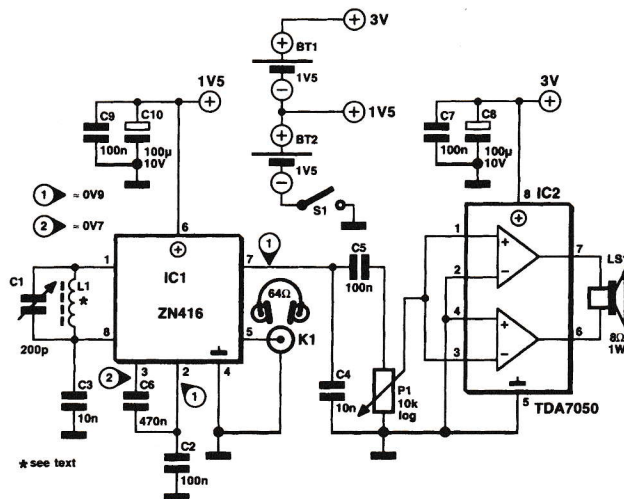 3V
BT1
1V5
1V5
BT2
1V5
S1
1V5
C9
100n
C10
100µ
10V
3V
C7
100n
C8
100µ
10V
1 ≈ 0V9
2 ≈ 0V7
6
IC1
ZN416
1
8
7
5
3
2
4
C1
200p
L1
*
C3
10n
2
C6
470n
1
C2
100n
1
64Ω
K1
C5
100n
C4
10n
P1
10k
log
8
IC2
1
2
4
3
7
6
5
TDA7050
LS1
8Ω
1W
* see text